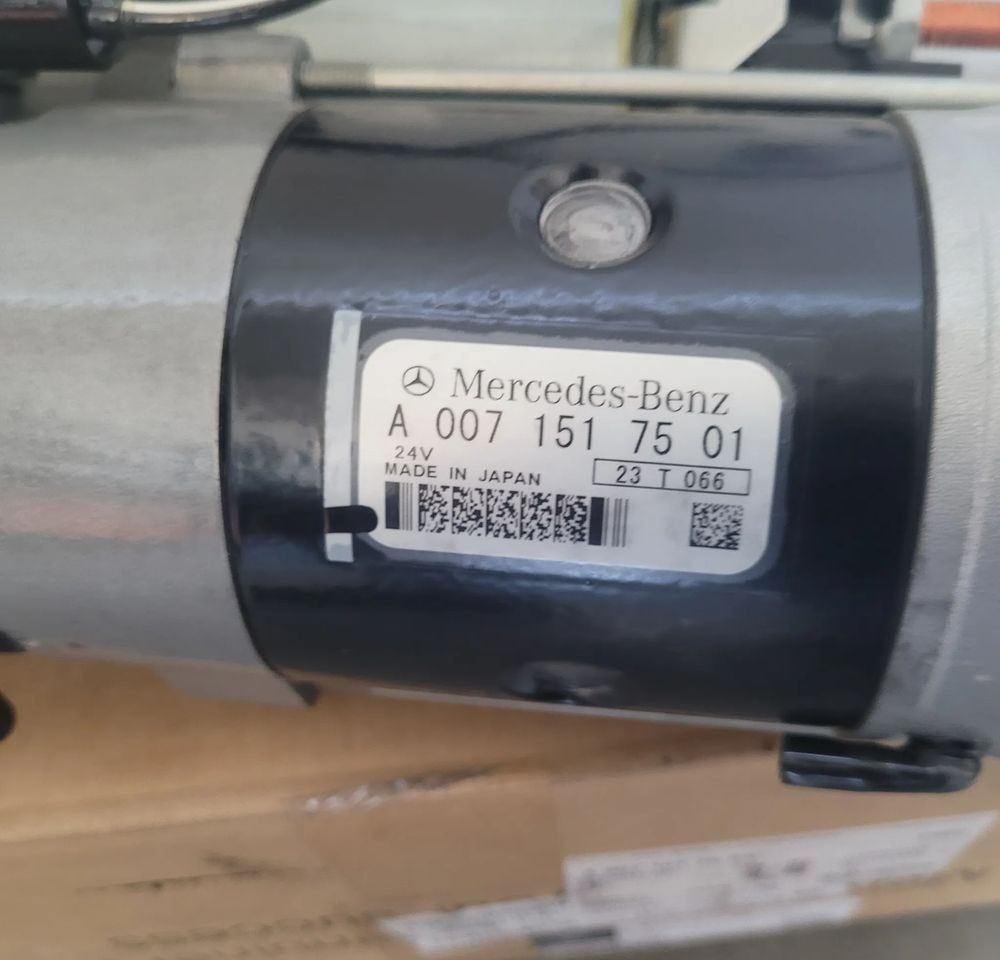 Mercedes-Benz
A 007 151 75 01
24V
MADE IN JAPAN
23 T 066